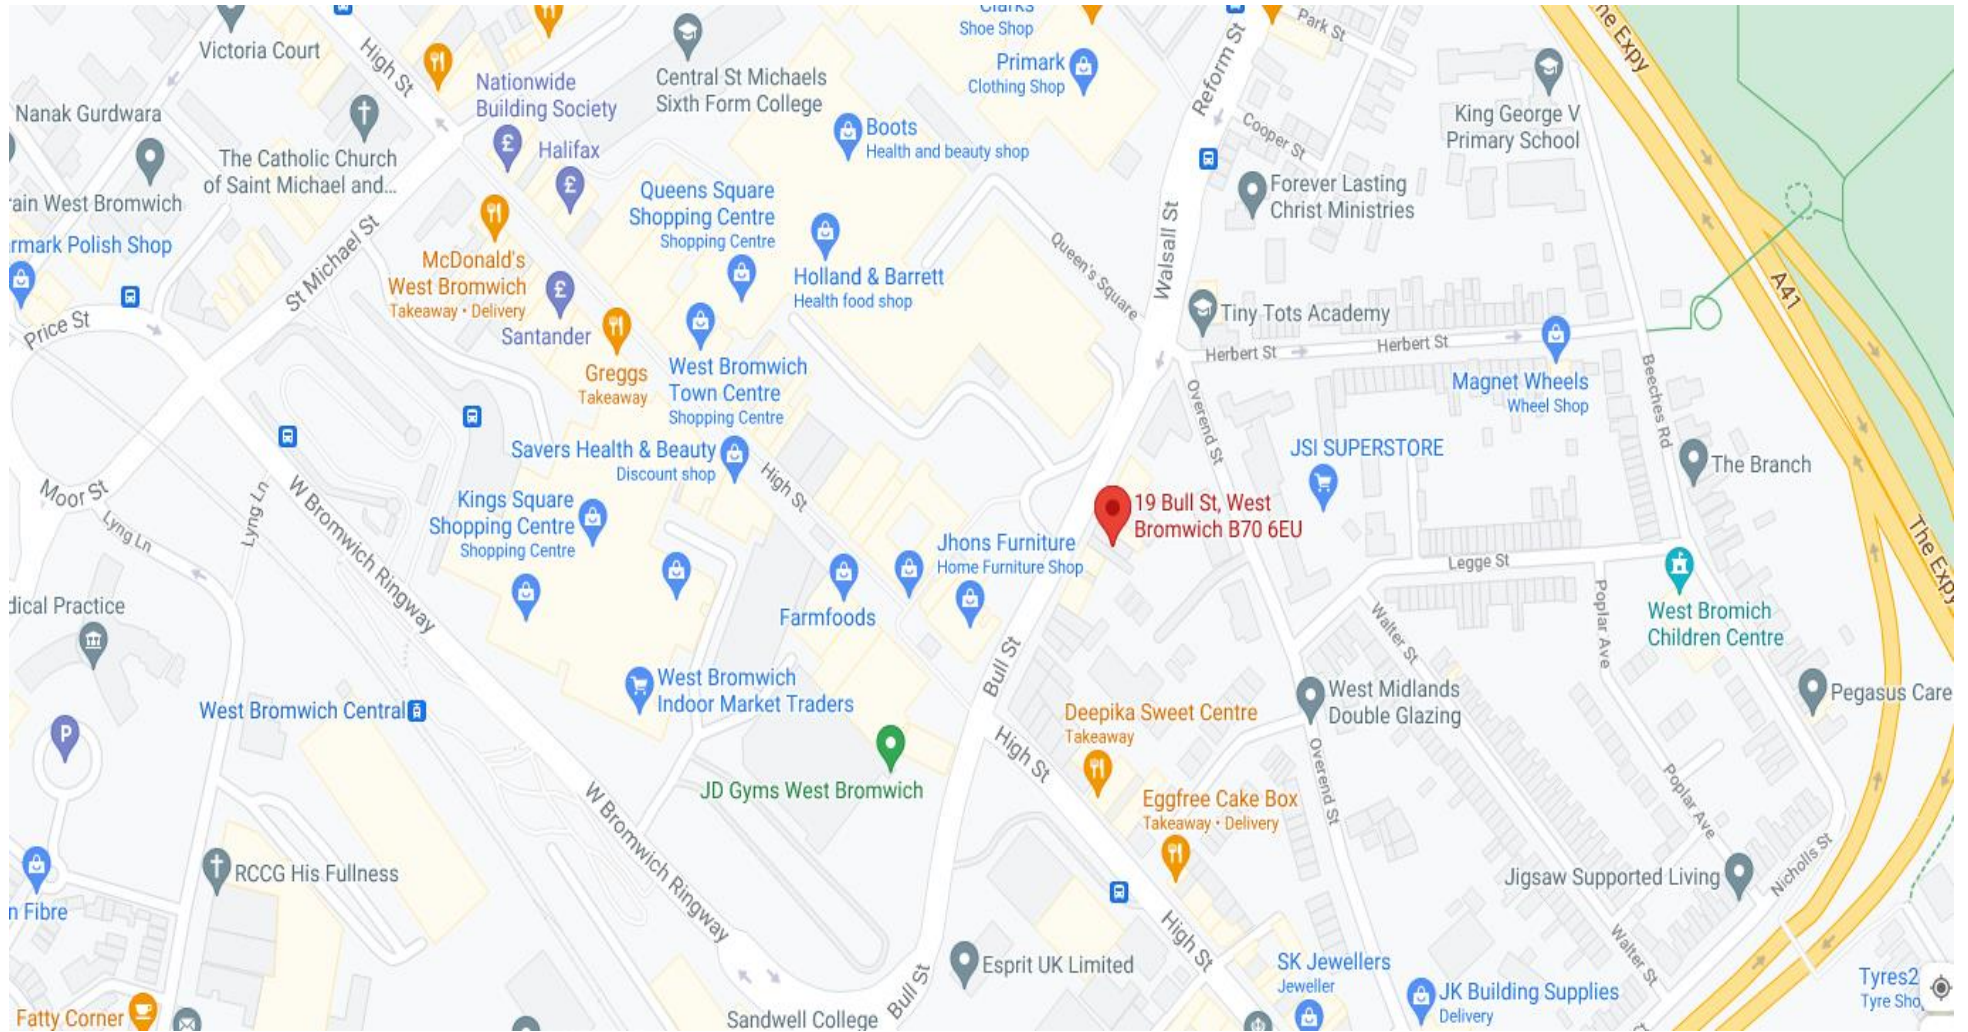 Clarks
Shoe Shop
Victoria Court
High St
Reform St
Park St
The Expy
Nationwide
Building Society
Central St Michaels
Sixth Form College
Primark
Clothing Shop
Nanak Gurdwara
King George V
Primary School
Boots
Health and beauty shop
Cooper St
The Catholic Church
of Saint Michael and...
Halifax
Queens Square
Shopping Centre
Shopping Centre
Forever Lasting
Christ Ministries
West Bromwich
Polish Shop
St Michael St
McDonald's
West Bromwich
Takeaway • Delivery
Holland & Barrett
Health food shop
Queen's Square
Walsall St
A41
Price St
Santander
Tiny Tots Academy
Herbert St
Herbert St
Greggs
Takeaway
West Bromwich
Town Centre
Shopping Centre
Magnet Wheels
Wheel Shop
Beeches Rd
Overend St
Savers Health & Beauty
Discount shop
High St
JSI SUPERSTORE
The Branch
Moor St
Lyng Ln
Lyng Ln
W Bromwich Ringway
Kings Square
Shopping Centre
Shopping Centre
19 Bull St, West
Bromwich B70 6EU
Jhons Furniture
Home Furniture Shop
Legge St
The Expy
Practice
Farmfoods
Walter St
Poplar Ave
West Bromich
Children Centre
West Bromwich
Indoor Market Traders
Bull St
West Midlands
Double Glazing
Pegasus Care
West Bromwich Central
P
Deepika Sweet Centre
Takeaway
High St
JD Gyms West Bromwich
Overend St
Poplar Ave
Eggfree Cake Box
Takeaway • Delivery
W Bromwich Ringway
RCCG His Fullness
Jigsaw Supported Living
Nicholls St
Fibre
High St
Walter St
Esprit UK Limited
SK Jewellers
Jeweller
JK Building Supplies
Delivery
Bull St
Sandwell College
Fatty Corner